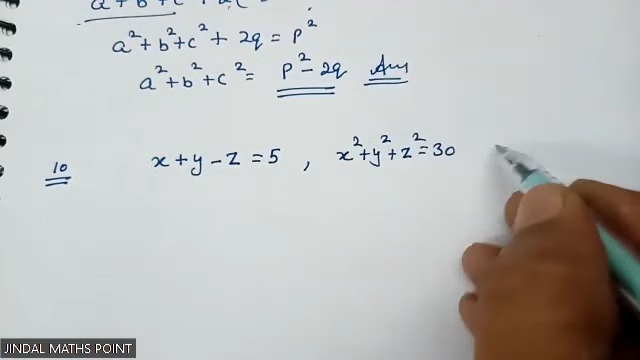 a²+b²+c²+2q = p²
a²+b²+c² = p²-2q Ans
10 x+y-z=5 , x²+y²+z²=30
JINDAL MATHS POINT